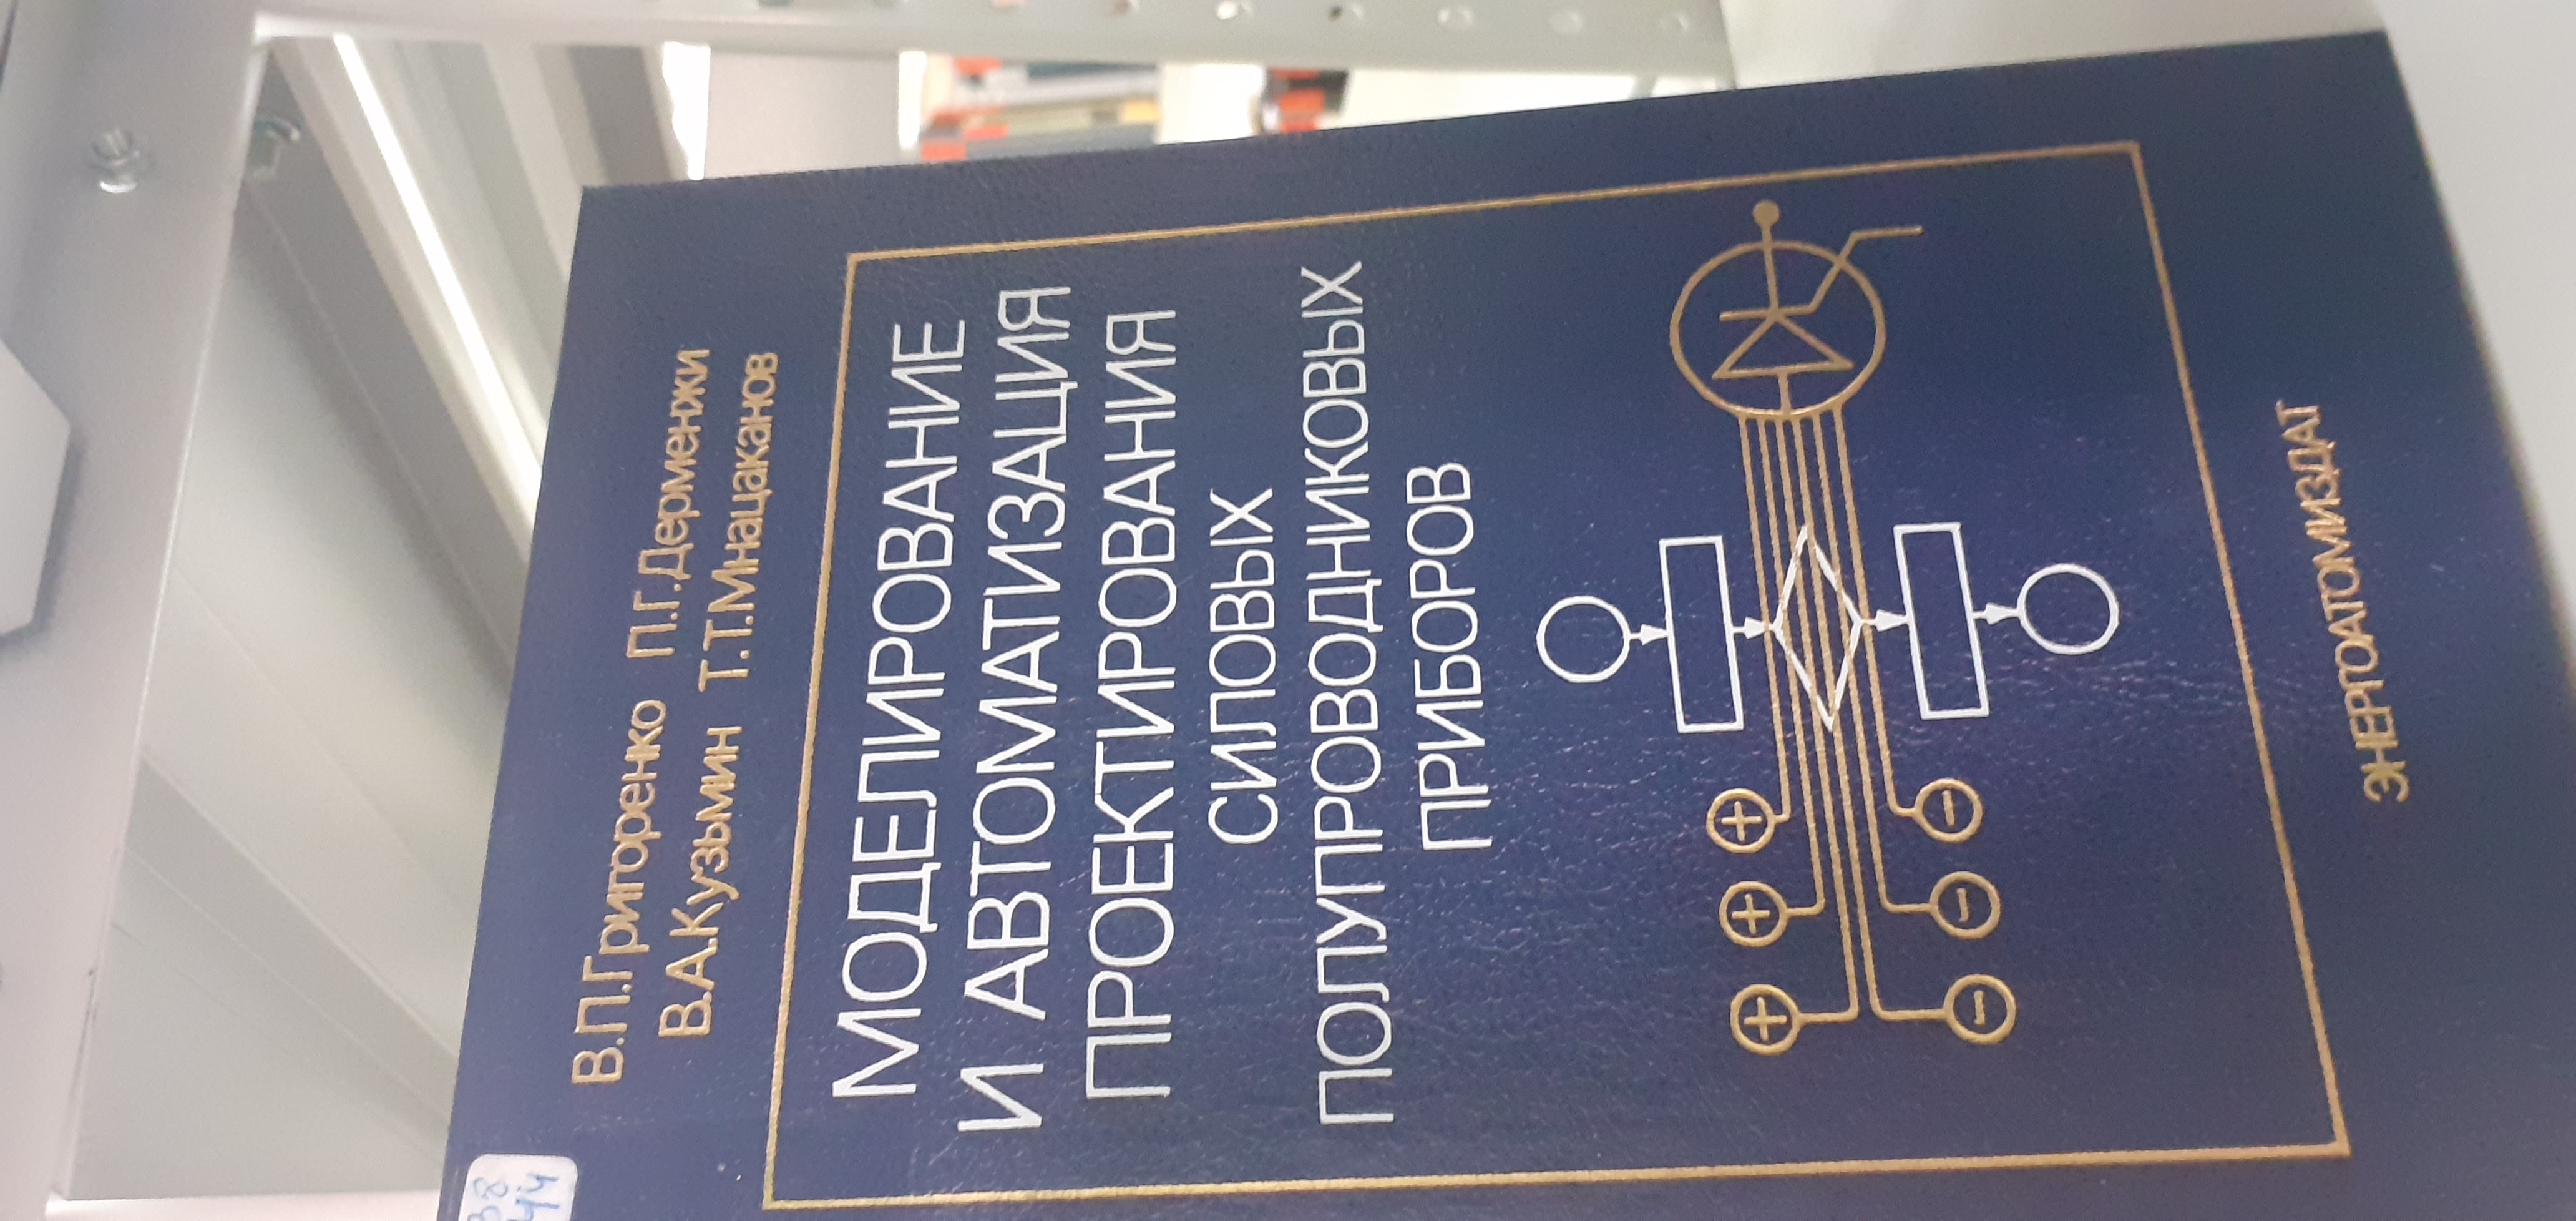 В.П.Григоренко П.Г.Дерменжи
В.А.Кузьмин Т.Т.Мнацаканов
МОДЕЛИРОВАНИЕ
И АВТОМАТИЗАЦИЯ
ПРОЕКТИРОВАНИЯ
СИЛОВЫХ
ПОЛУПРОВОДНИКОВЫХ
ПРИБОРОВ
+ + +
− − −
ЭНЕРГОАТОМИЗДАТ